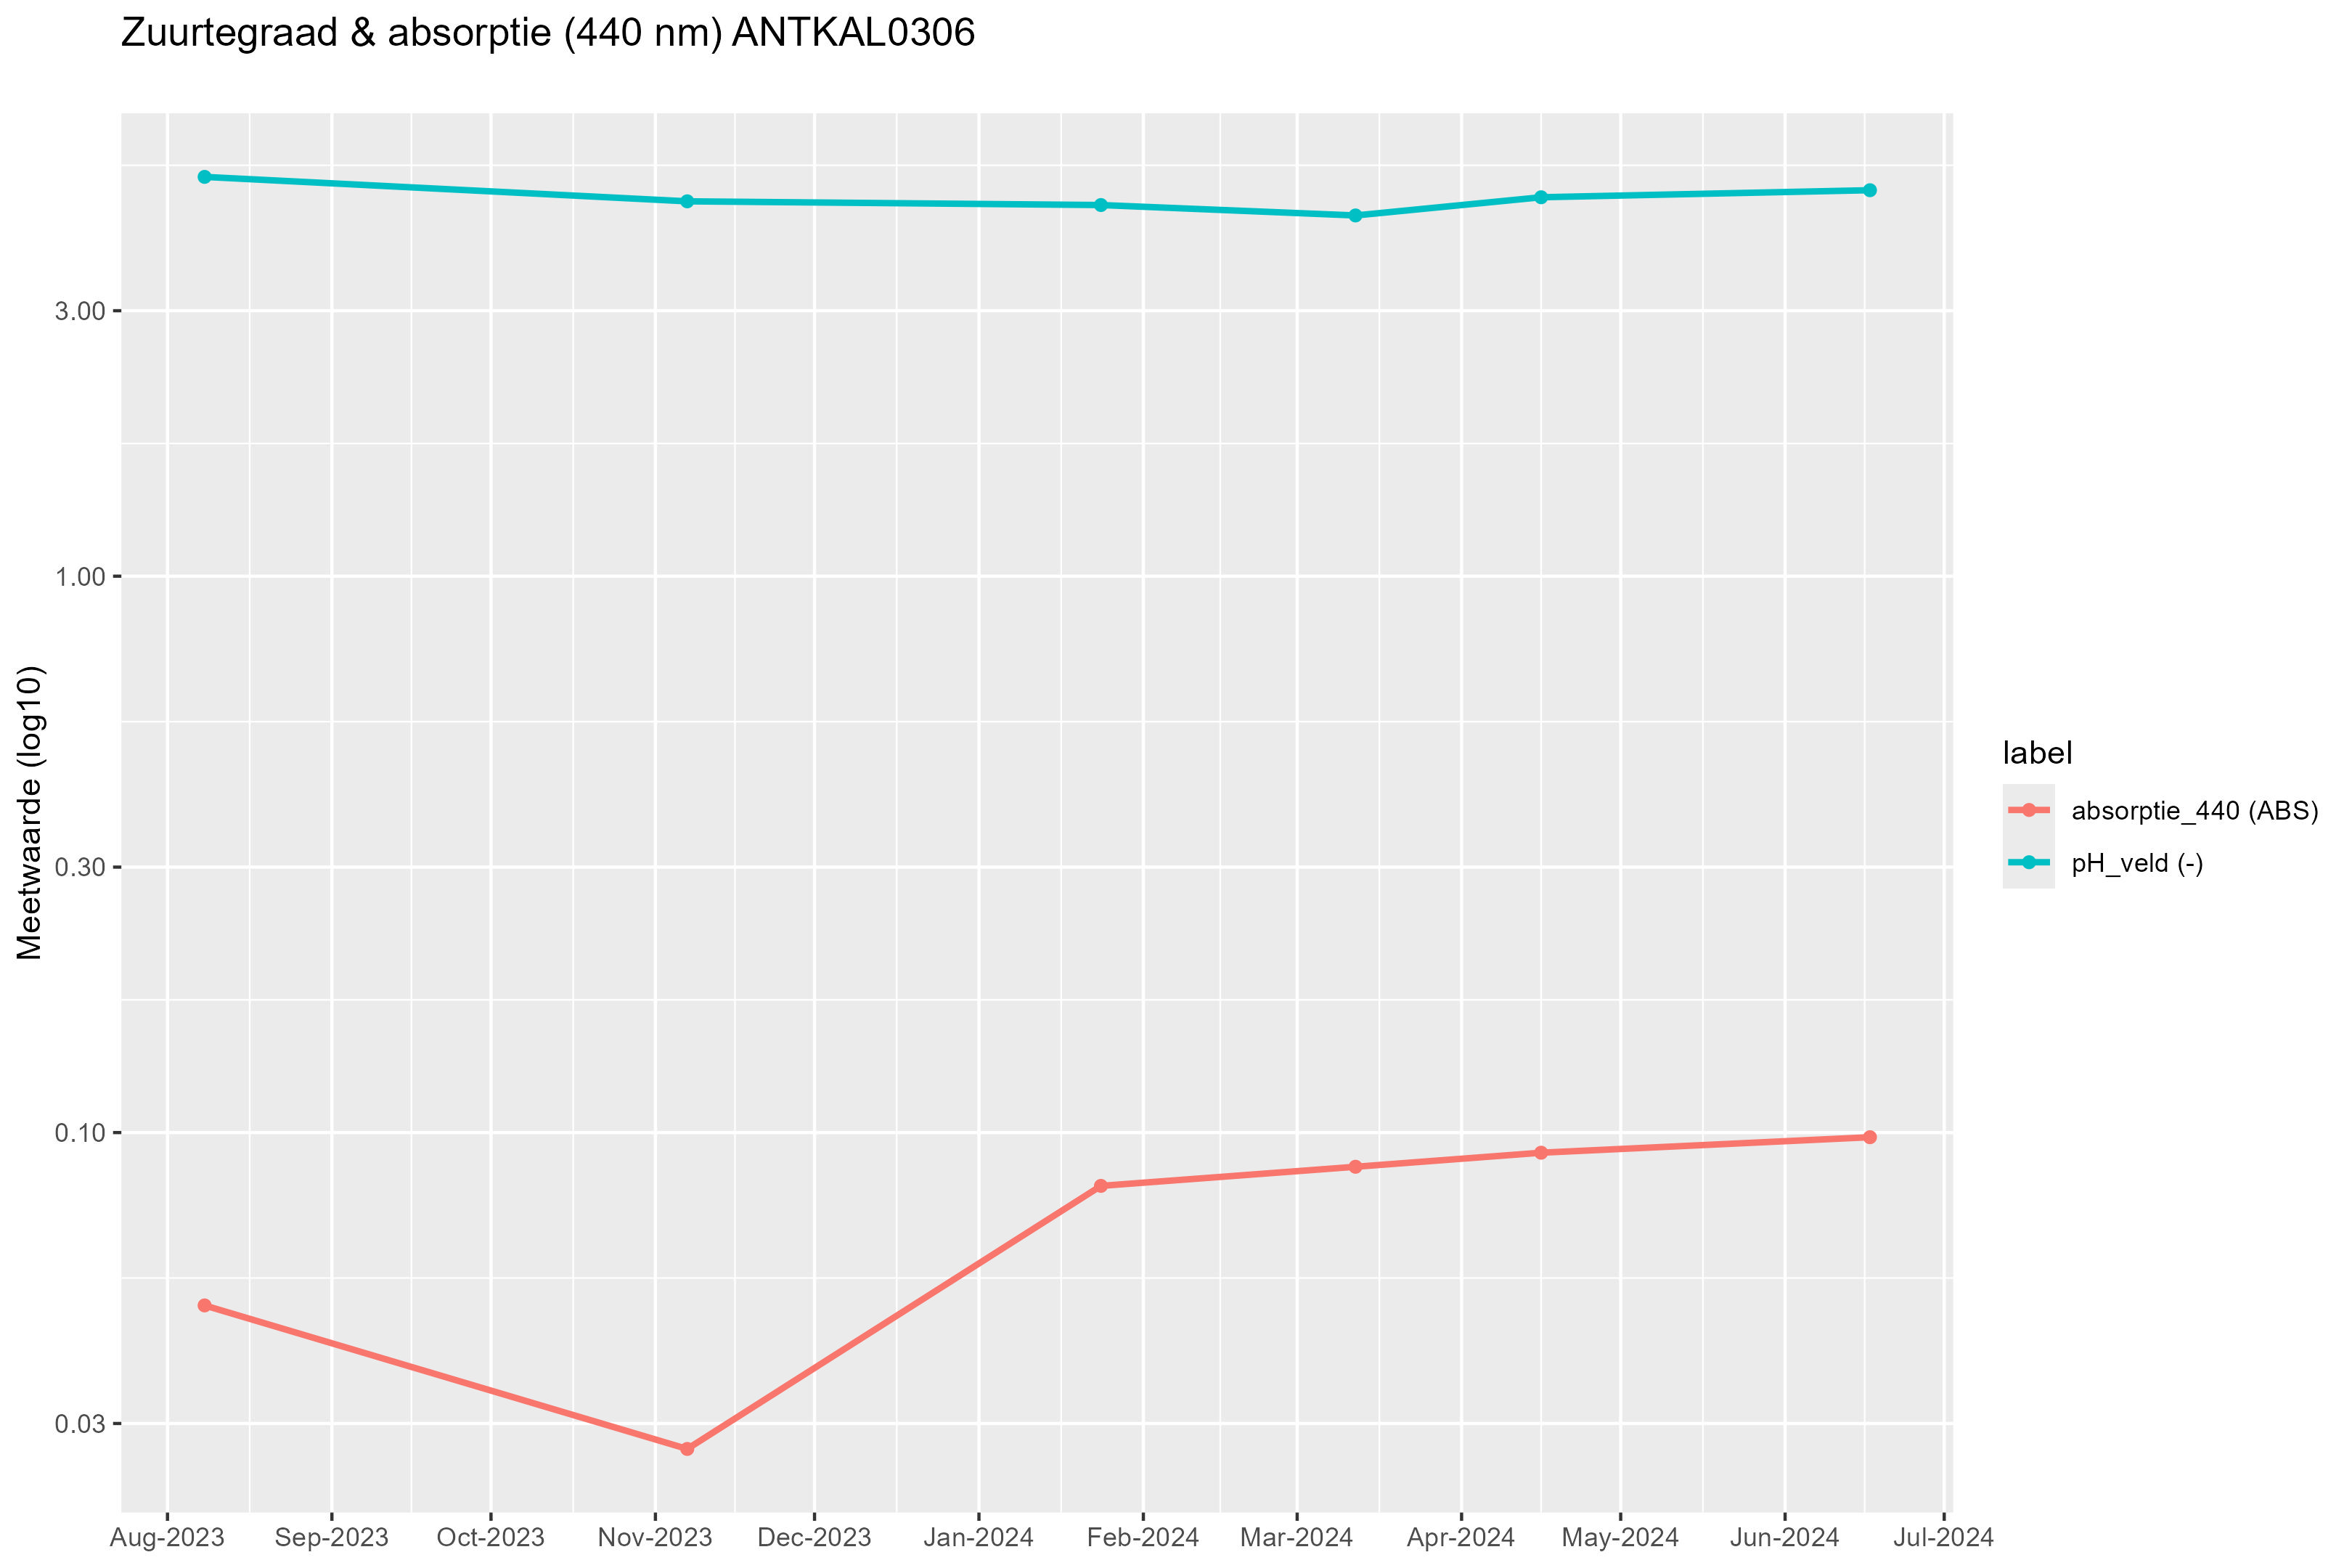 Zuurtegraad & absorptie (440 nm) ANTKAL0306
Meetwaarde (log10)
3.00
1.00
0.30
0.10
0.03
Aug-2023 Sep-2023 Oct-2023 Nov-2023 Dec-2023 Jan-2024 Feb-2024 Mar-2024 Apr-2024 May-2024 Jun-2024 Jul-2024
label
absorptie_440 (ABS)
pH_veld (-)